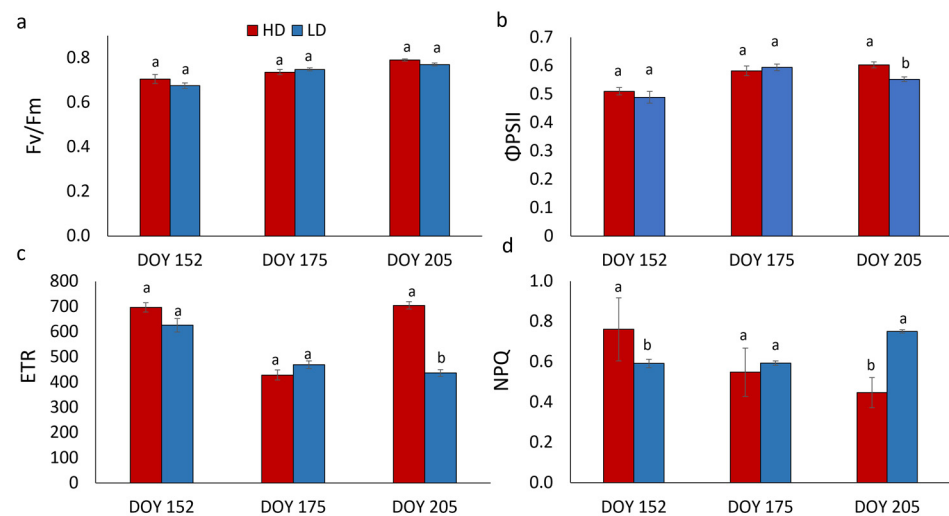 a
HD LD
a a a a a a
0.8
0.6
0.4
0.2
0.0
Fv/Fm
DOY 152 DOY 175 DOY 205
b
a a a a a b
0.7
0.6
0.5
0.4
0.3
0.2
0.1
0
ΦPSII
DOY 152 DOY 175 DOY 205
c
a a a a a b
800
700
600
500
400
300
200
100
0
ETR
DOY 152 DOY 175 DOY 205
d
a b a a b a
1.0
0.8
0.6
0.4
0.2
0.0
NPQ
DOY 152 DOY 175 DOY 205